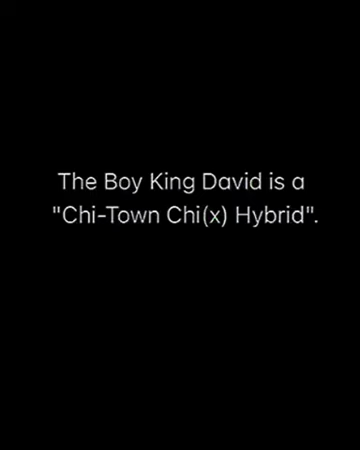 The Boy King David is a
"Chi-Town Chi(x) Hybrid".